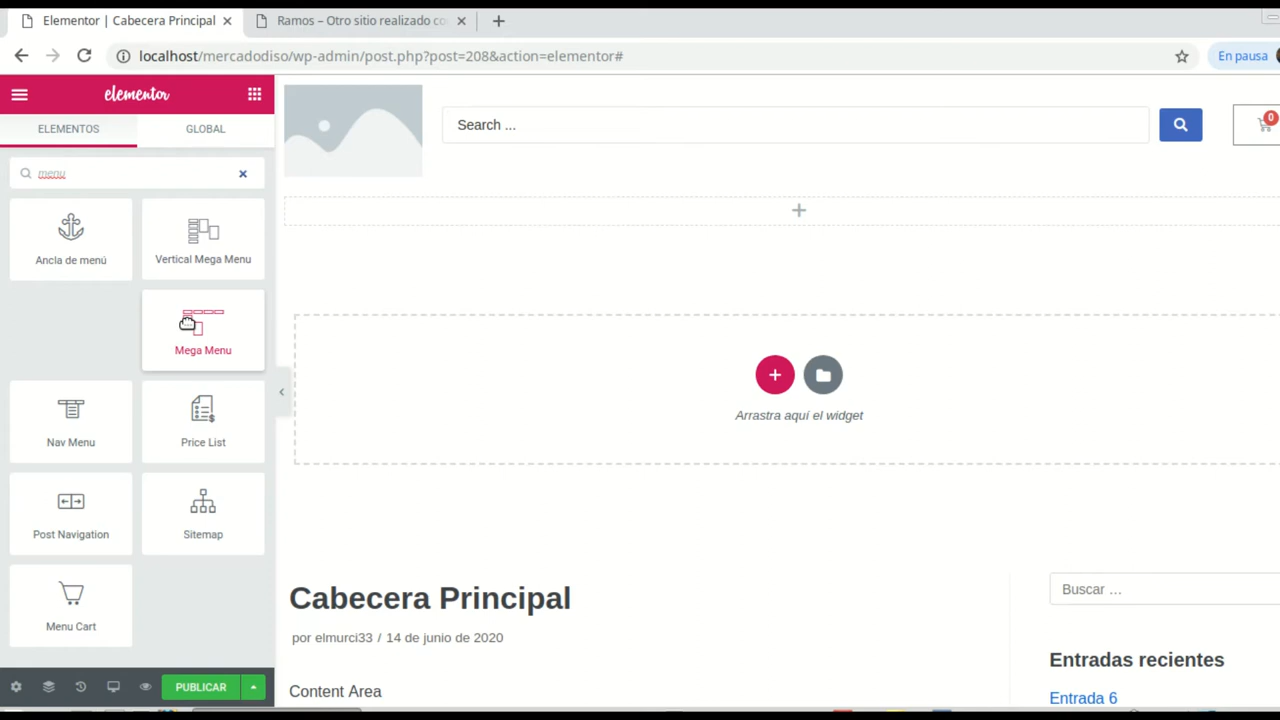 Elementor | Cabecera Principal
Ramos – Otro sitio realizado co
localhost/mercadodiso/wp-admin/post.php?post=208&action=elementor#
En pausa
elementor
ELEMENTOS
GLOBAL
menu
Ancla de menú
Vertical Mega Menu
Mega Menu
Nav Menu
Price List
Post Navigation
Sitemap
Menu Cart
PUBLICAR
Search ...
0
Arrastra aquí el widget
Cabecera Principal
por elmurci33 / 14 de junio de 2020
Content Area
Buscar …
Entradas recientes
Entrada 6